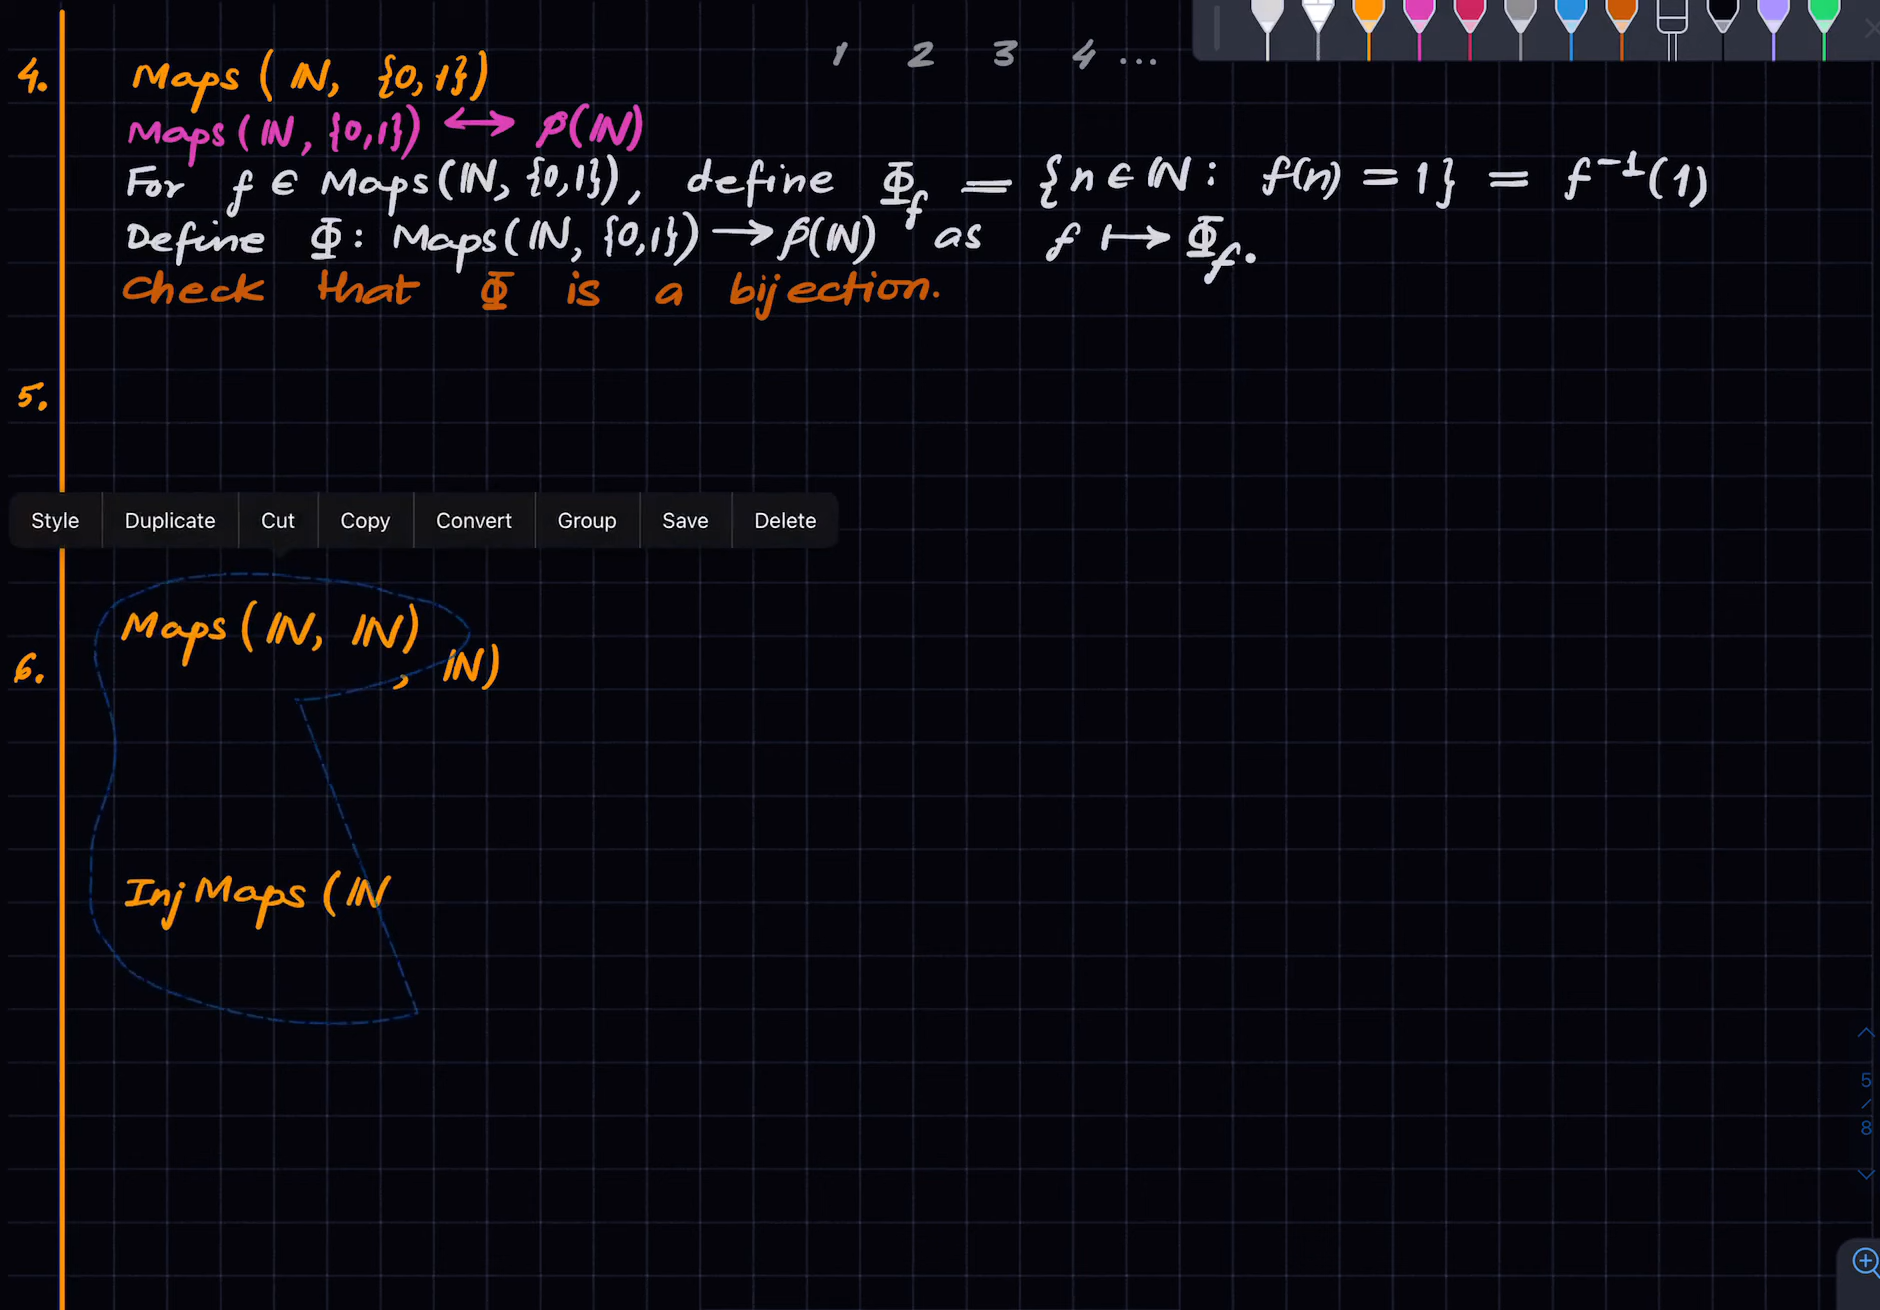 1 2 3 4 ...
4. Maps (ℕ, {0,1})
Maps (ℕ, {0,1}) ⟷ 𝒫(ℕ)
For f ∈ Maps(ℕ, {0,1}), define Φ_f = {n ∈ ℕ : f(n) = 1} = f⁻¹(1)
Define Φ : Maps(ℕ, {0,1}) ⟶ 𝒫(ℕ) as f ⟼ Φ_f.
Check that Φ is a bijection.
5.
Style Duplicate Cut Copy Convert Group Save Delete
Maps (ℕ, ℕ)
6. , ℕ)
Inj Maps (ℕ
5 / 8